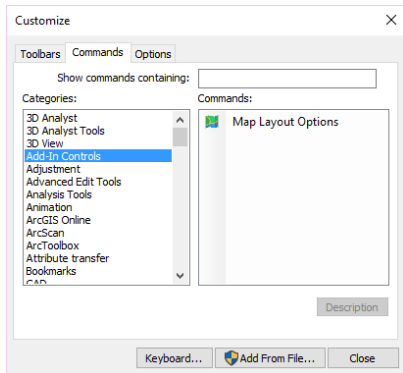 Customize
Toolbars Commands Options
Show commands containing:
Categories: Commands:
3D Analyst
3D Analyst Tools
3D View
Add-In Controls
Adjustment
Advanced Edit Tools
Analysis Tools
Animation
ArcGIS Online
ArcScan
ArcToolbox
Attribute transfer
Bookmarks
CAD
Map Layout Options
Description
Keyboard... Add From File... Close